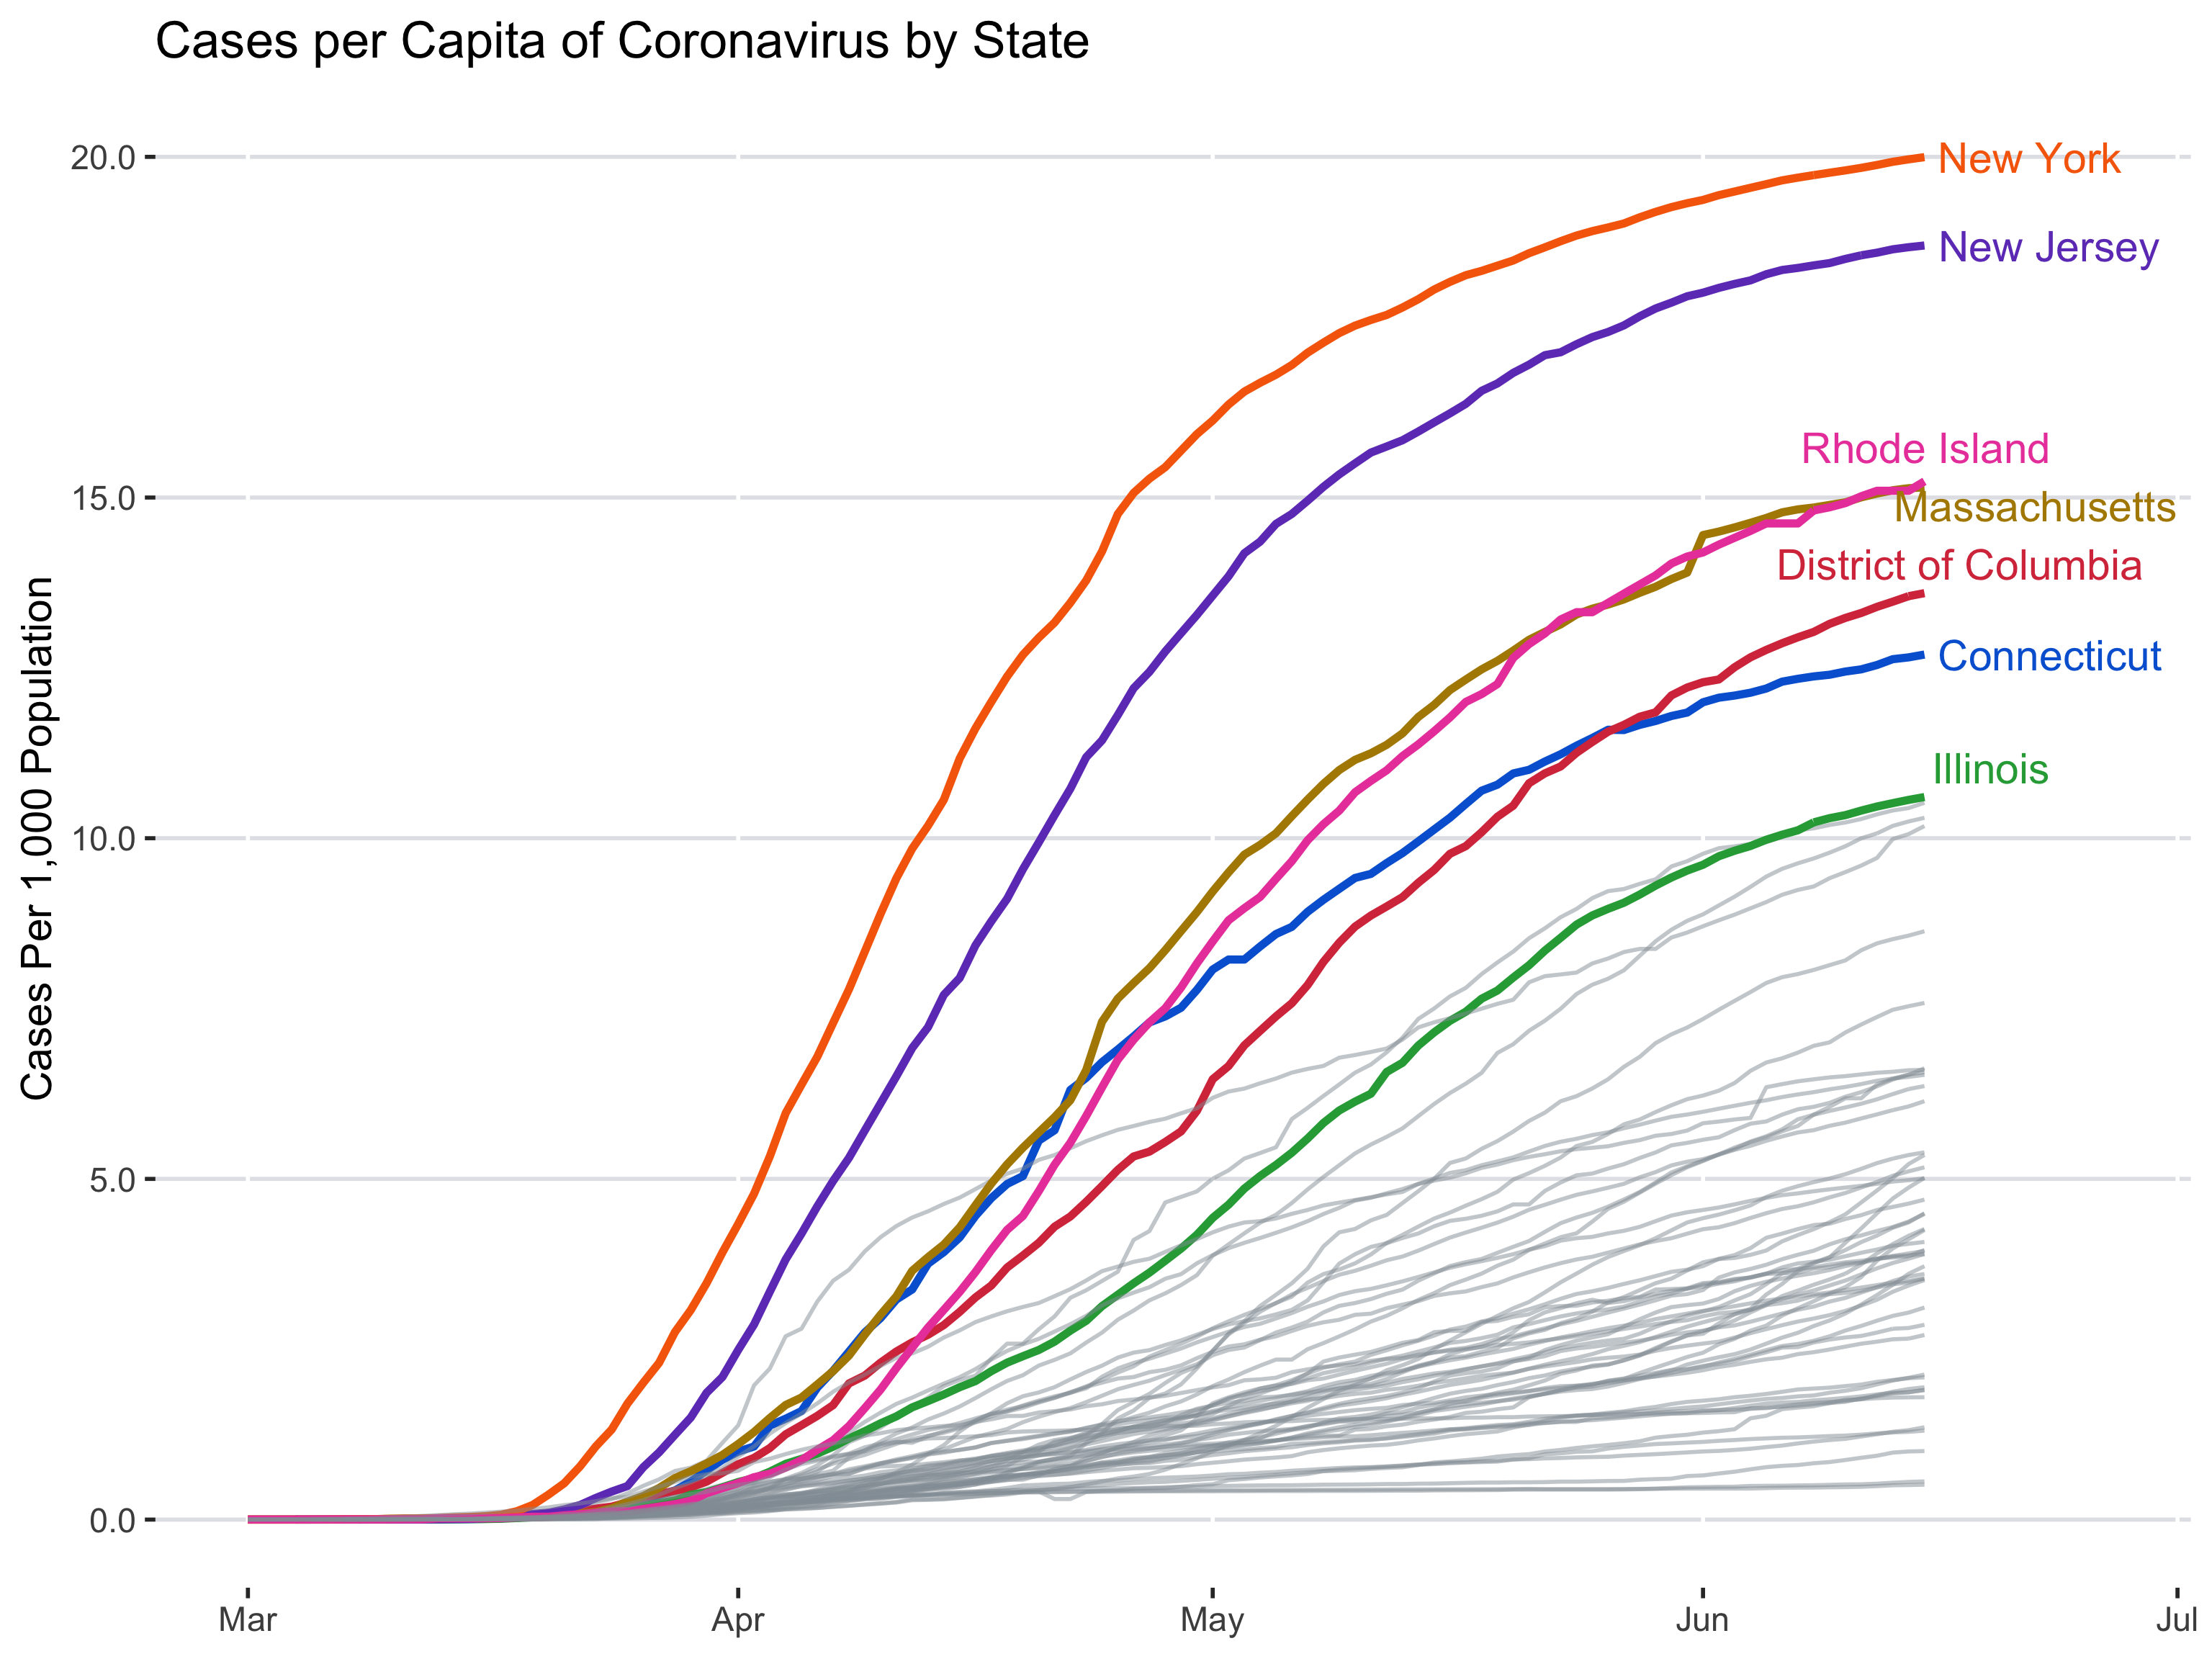 Cases per Capita of Coronavirus by State
Cases Per 1,000 Population
20.0
15.0
10.0
5.0
0.0
New York
New Jersey
Rhode Island
Massachusetts
District of Columbia
Connecticut
Illinois
Mar
Apr
May
Jun
Jul